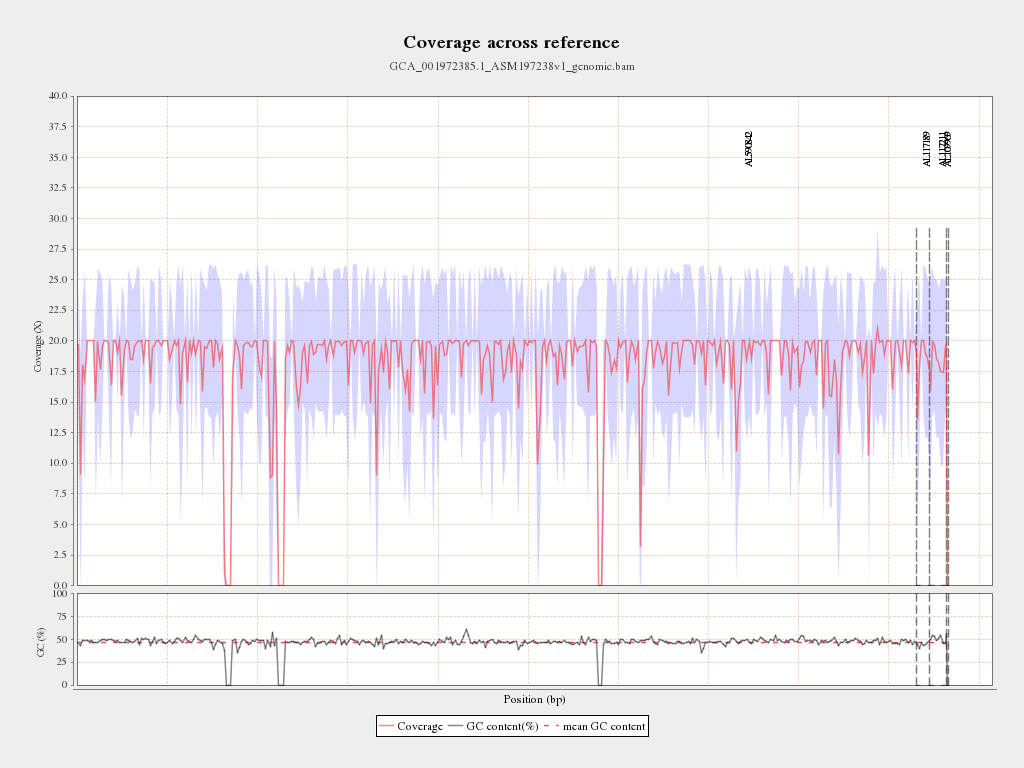 Coverage across reference
GCA_001972385.1_ASM197238v1_genomic.bam
40.0
37.5
35.0
32.5
30.0
27.5
25.0
22.5
20.0
17.5
15.0
12.5
10.0
7.5
5.0
2.5
0.0
Coverage (X)
AL590842
AL117189
AL117211
AL109969
100
75
50
25
0
GC (%)
Position (bp)
Coverage GC content(%) mean GC content